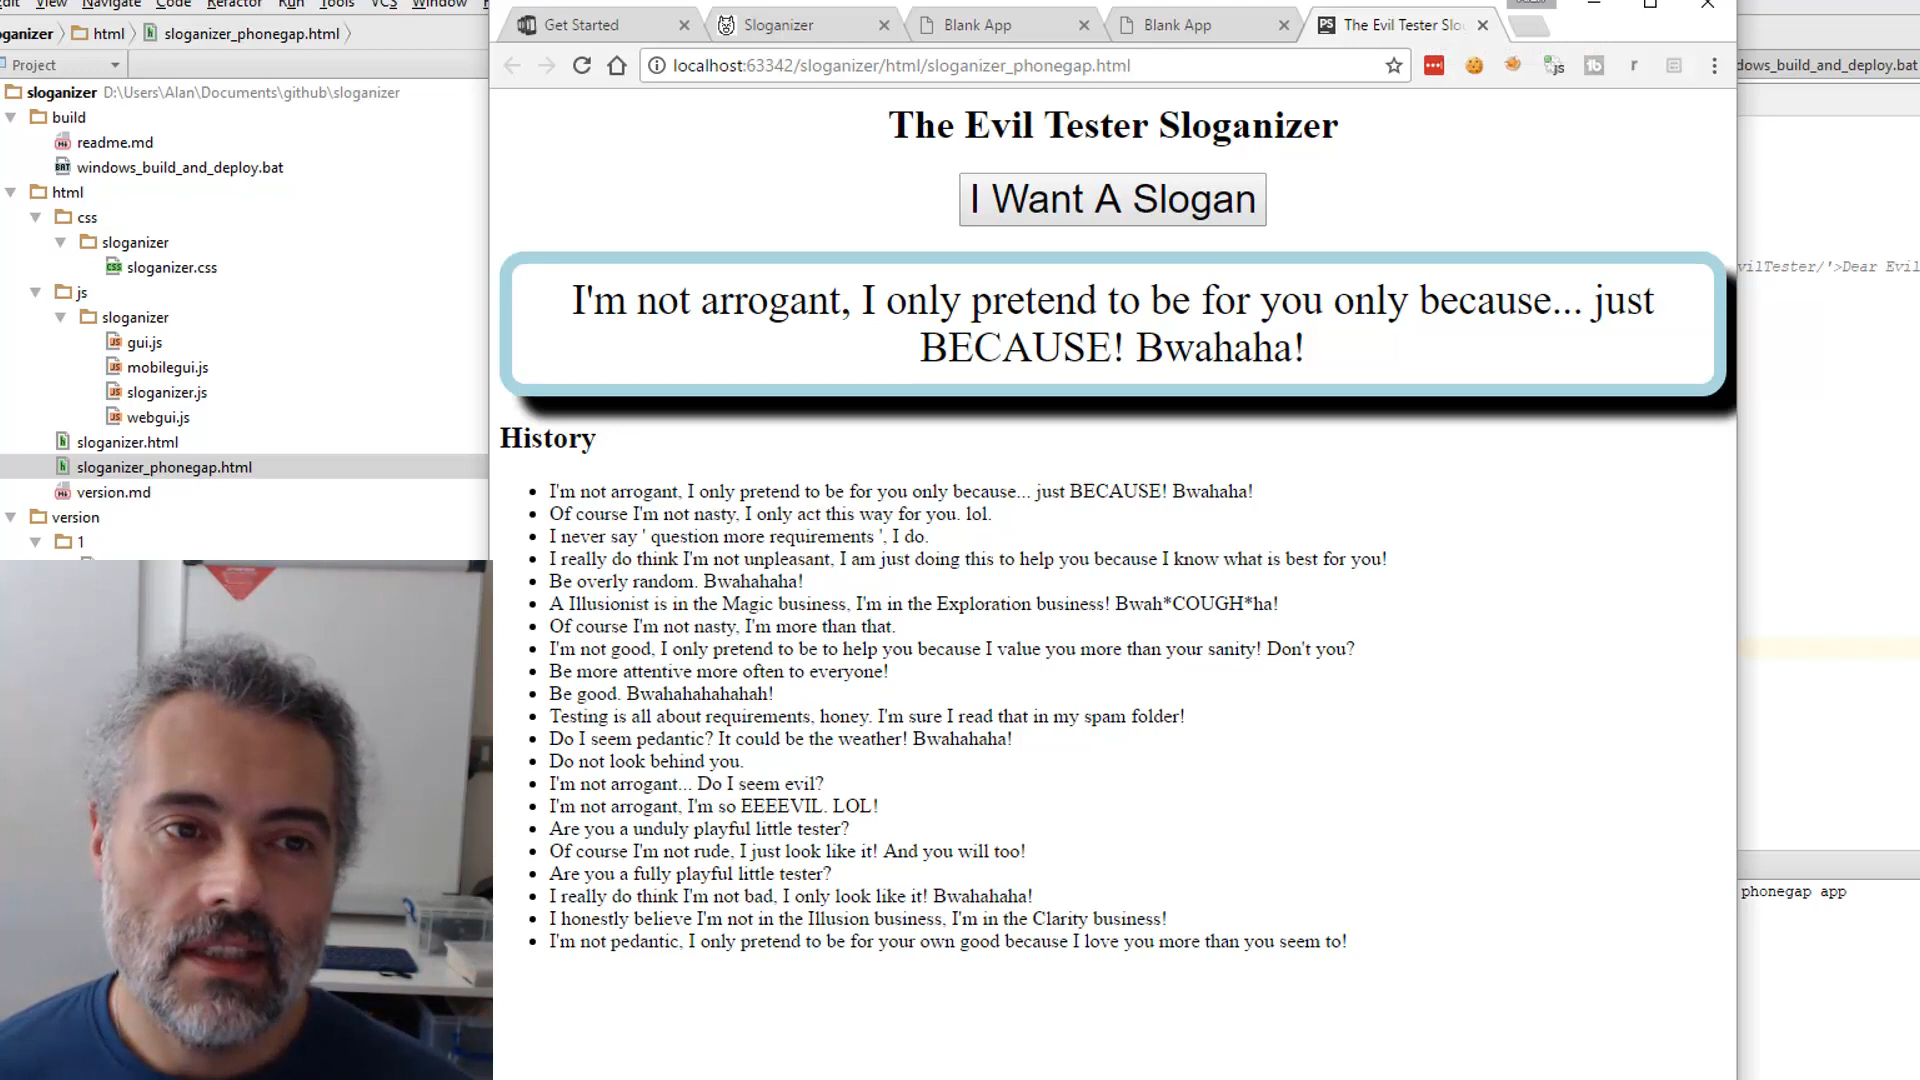 Edit View Navigate Code Refactor Run Tools VCS Window
sloganizer html sloganizer_phonegap.html
Project
sloganizer D:\Users\Alan\Documents\github\sloganizer
build
readme.md
windows_build_and_deploy.bat
html
css
sloganizer
sloganizer.css
js
sloganizer
gui.js
mobilegui.js
sloganizer.js
webgui.js
sloganizer.html
sloganizer_phonegap.html
version.md
version
1
Get Started
Sloganizer
Blank App
Blank App
The Evil Tester Slo
localhost:63342/sloganizer/html/sloganizer_phonegap.html
The Evil Tester Sloganizer
I Want A Slogan
I'm not arrogant, I only pretend to be for you only because... just
BECAUSE! Bwahaha!
History
I'm not arrogant, I only pretend to be for you only because... just BECAUSE! Bwahaha!
Of course I'm not nasty, I only act this way for you. lol.
I never say ' question more requirements ', I do.
I really do think I'm not unpleasant, I am just doing this to help you because I know what is best for you!
Be overly random. Bwahahaha!
A Illusionist is in the Magic business, I'm in the Exploration business! Bwah*COUGH*ha!
Of course I'm not nasty, I'm more than that.
I'm not good, I only pretend to be to help you because I value you more than your sanity! Don't you?
Be more attentive more often to everyone!
Be good. Bwahahahahahah!
Testing is all about requirements, honey. I'm sure I read that in my spam folder!
Do I seem pedantic? It could be the weather! Bwahahaha!
Do not look behind you.
I'm not arrogant... Do I seem evil?
I'm not arrogant, I'm so EEEEVIL. LOL!
Are you a unduly playful little tester?
Of course I'm not rude, I just look like it! And you will too!
Are you a fully playful little tester?
I really do think I'm not bad, I only look like it! Bwahahaha!
I honestly believe I'm not in the Illusion business, I'm in the Clarity business!
I'm not pedantic, I only pretend to be for your own good because I love you more than you seem to!
dows_build_and_deploy.bat
vilTester/'>Dear Evil
phonegap app